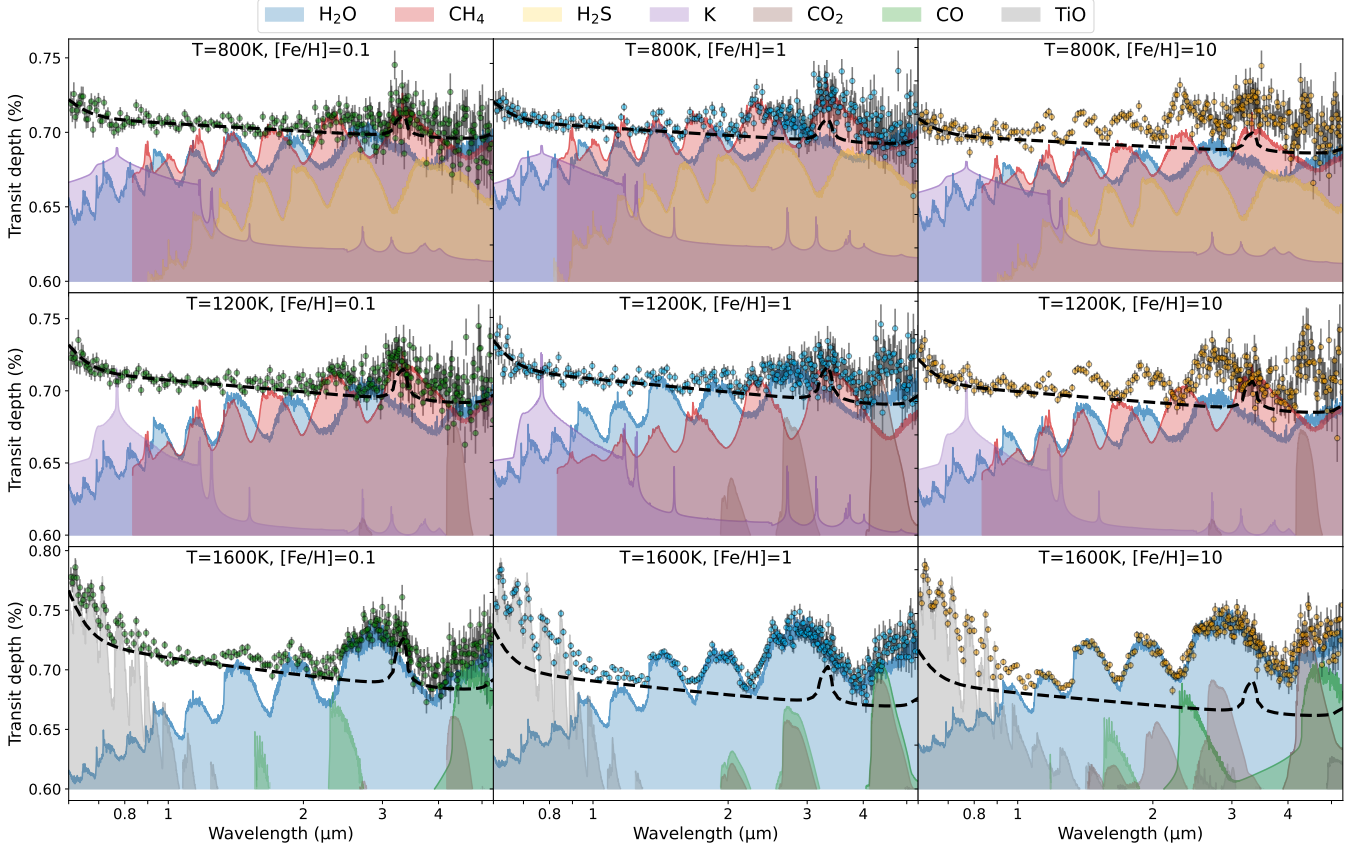 H₂O CH₄ H₂S K CO₂ CO TiO
T=800K, [Fe/H]=0.1 T=800K, [Fe/H]=1 T=800K, [Fe/H]=10
0.75
0.70
0.65
0.60
Transit depth (%)
T=1200K, [Fe/H]=0.1 T=1200K, [Fe/H]=1 T=1200K, [Fe/H]=10
0.75
0.70
0.65
0.60
Transit depth (%)
T=1600K, [Fe/H]=0.1 T=1600K, [Fe/H]=1 T=1600K, [Fe/H]=10
0.80
0.75
0.70
0.65
0.60
Transit depth (%)
0.8 1 2 3 4 0.8 1 2 3 4 0.8 1 2 3 4
Wavelength (μm) Wavelength (μm) Wavelength (μm)